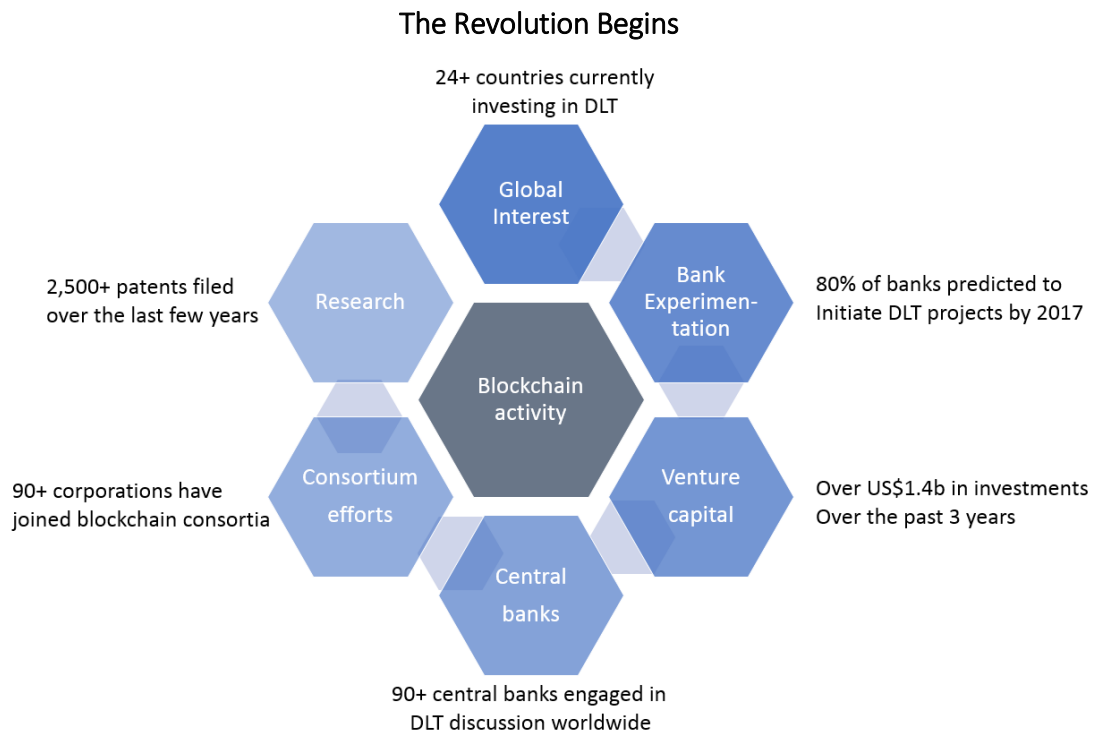 The Revolution Begins
24+ countries currently
investing in DLT
Global
Interest
Bank
Experimen-
tation
80% of banks predicted to
Initiate DLT projects by 2017
Venture
capital
Over US$1.4b in investments
Over the past 3 years
Central
banks
90+ central banks engaged in
DLT discussion worldwide
Consortium
efforts
90+ corporations have
joined blockchain consortia
Research
2,500+ patents filed
over the last few years
Blockchain
activity